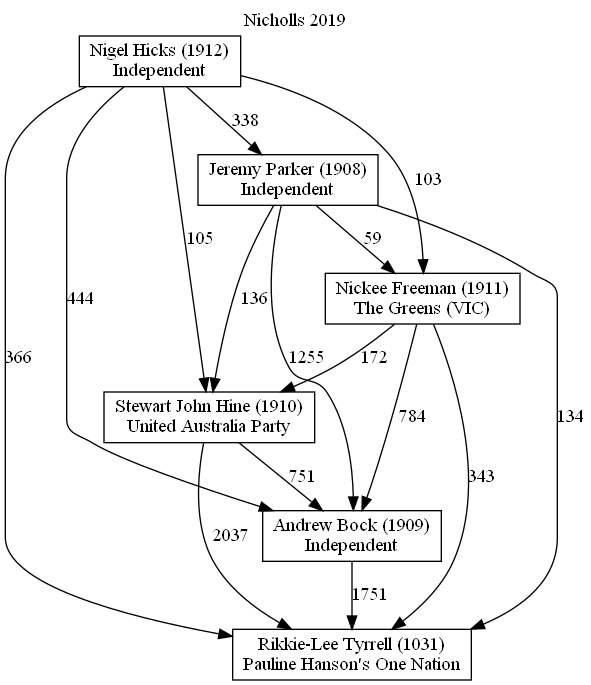 Nicholls 2019
Nigel Hicks (1912)
Independent
338
Jeremy Parker (1908)
Independent
103
105
136
59
Nickee Freeman (1911)
The Greens (VIC)
444
366
1255
172
Stewart John Hine (1910)
United Australia Party
784
134
751
343
2037
Andrew Bock (1909)
Independent
1751
Rikkie-Lee Tyrrell (1031)
Pauline Hanson's One Nation